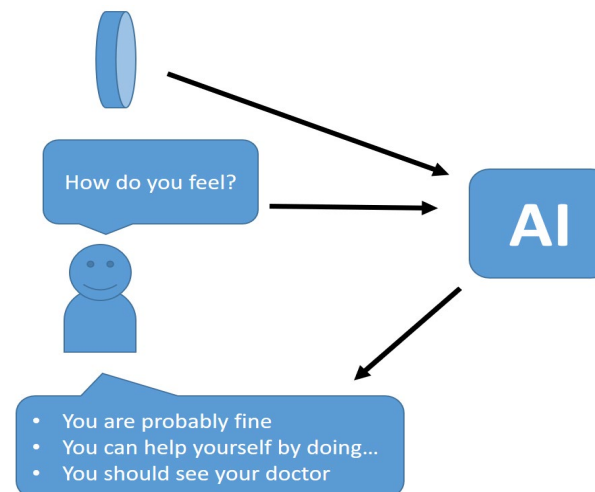 How do you feel?
AI
• You are probably fine
• You can help yourself by doing...
• You should see your doctor